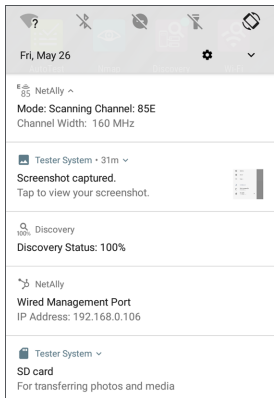 ?
Fri, May 26
E 85 NetAlly
Mode: Scanning Channel: 85E
Channel Width: 160 MHz
Tester System • 31m
Screenshot captured.
Tap to view your screenshot.
100% Discovery
Discovery Status: 100%
NetAlly
Wired Management Port
IP Address: 192.168.0.106
Tester System
SD card
For transferring photos and media